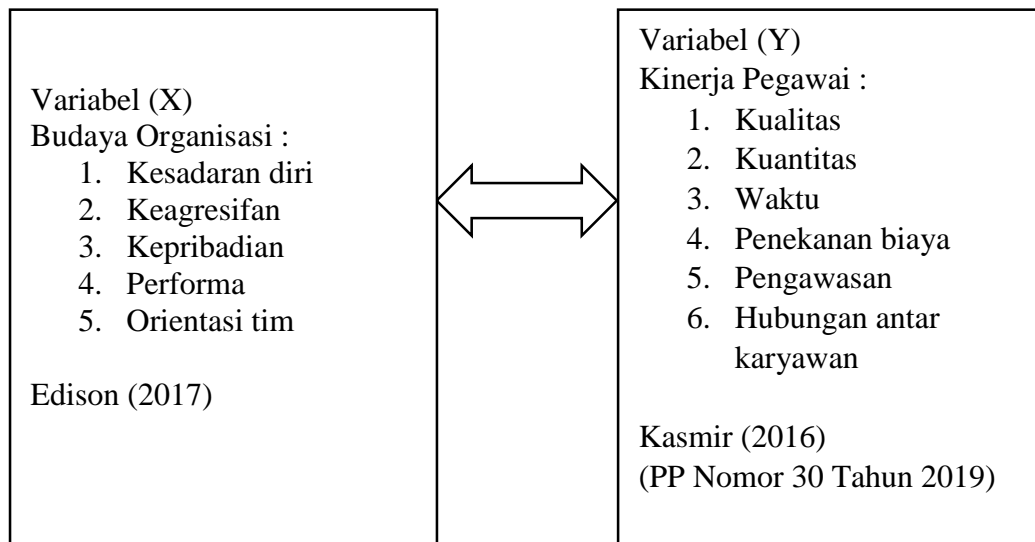 Variabel (X)
Budaya Organisasi :
1. Kesadaran diri
2. Keagresifan
3. Kepribadian
4. Performa
5. Orientasi tim
Edison (2017)
Variabel (Y)
Kinerja Pegawai :
1. Kualitas
2. Kuantitas
3. Waktu
4. Penekanan biaya
5. Pengawasan
6. Hubungan antar
karyawan
Kasmir (2016)
(PP Nomor 30 Tahun 2019)